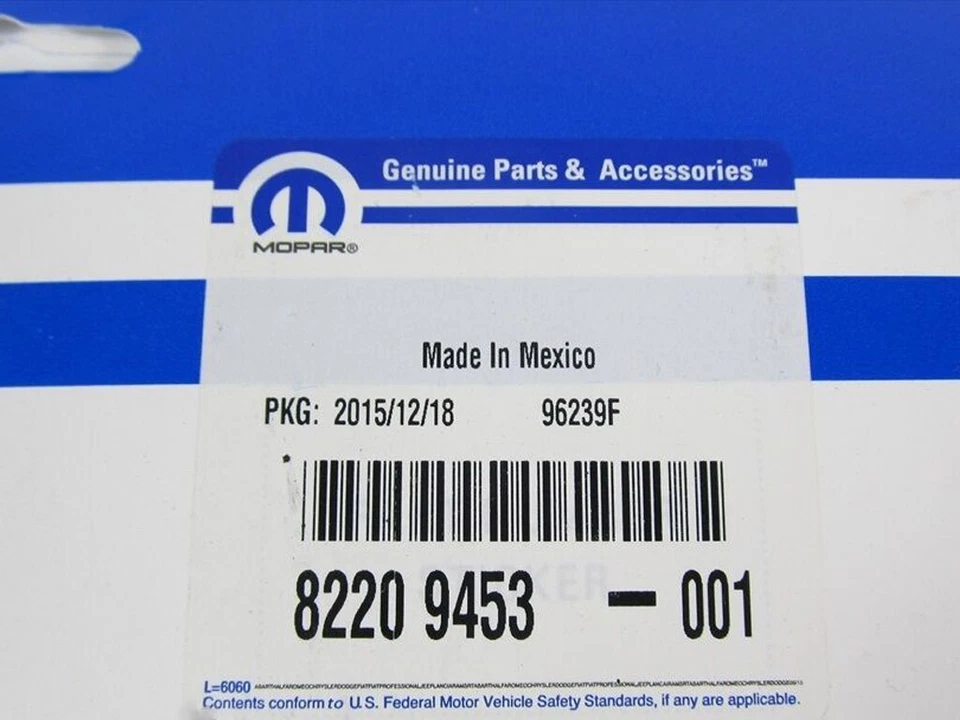 Genuine Parts & Accessories™
MOPAR®
Made In Mexico
PKG: 2015/12/18 96239F
8220 9453 – 001
L=6060
Contents conform to U.S. Federal Motor Vehicle Safety Standards, if any are applicable.